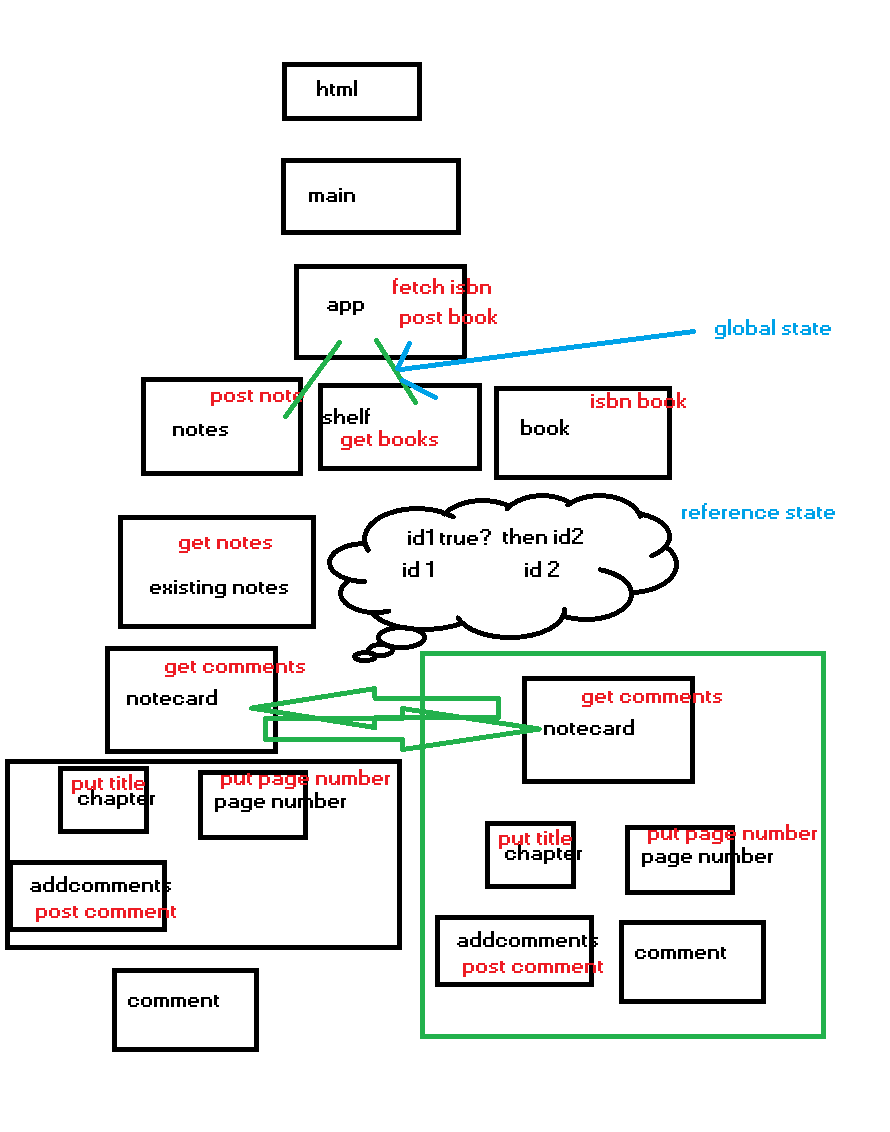 html
main
fetch isbn
app
post book
global state
post note
isbn book
shelf
notes
book
get books
reference state
id1 true? then id2
id 1
id 2
get notes
existing notes
get comments
notecard
get comments
notecard
put title
chapter
put page number
page number
addcomments
post comment
put title
chapter
put page number
page number
addcomments
post comment
comment
comment